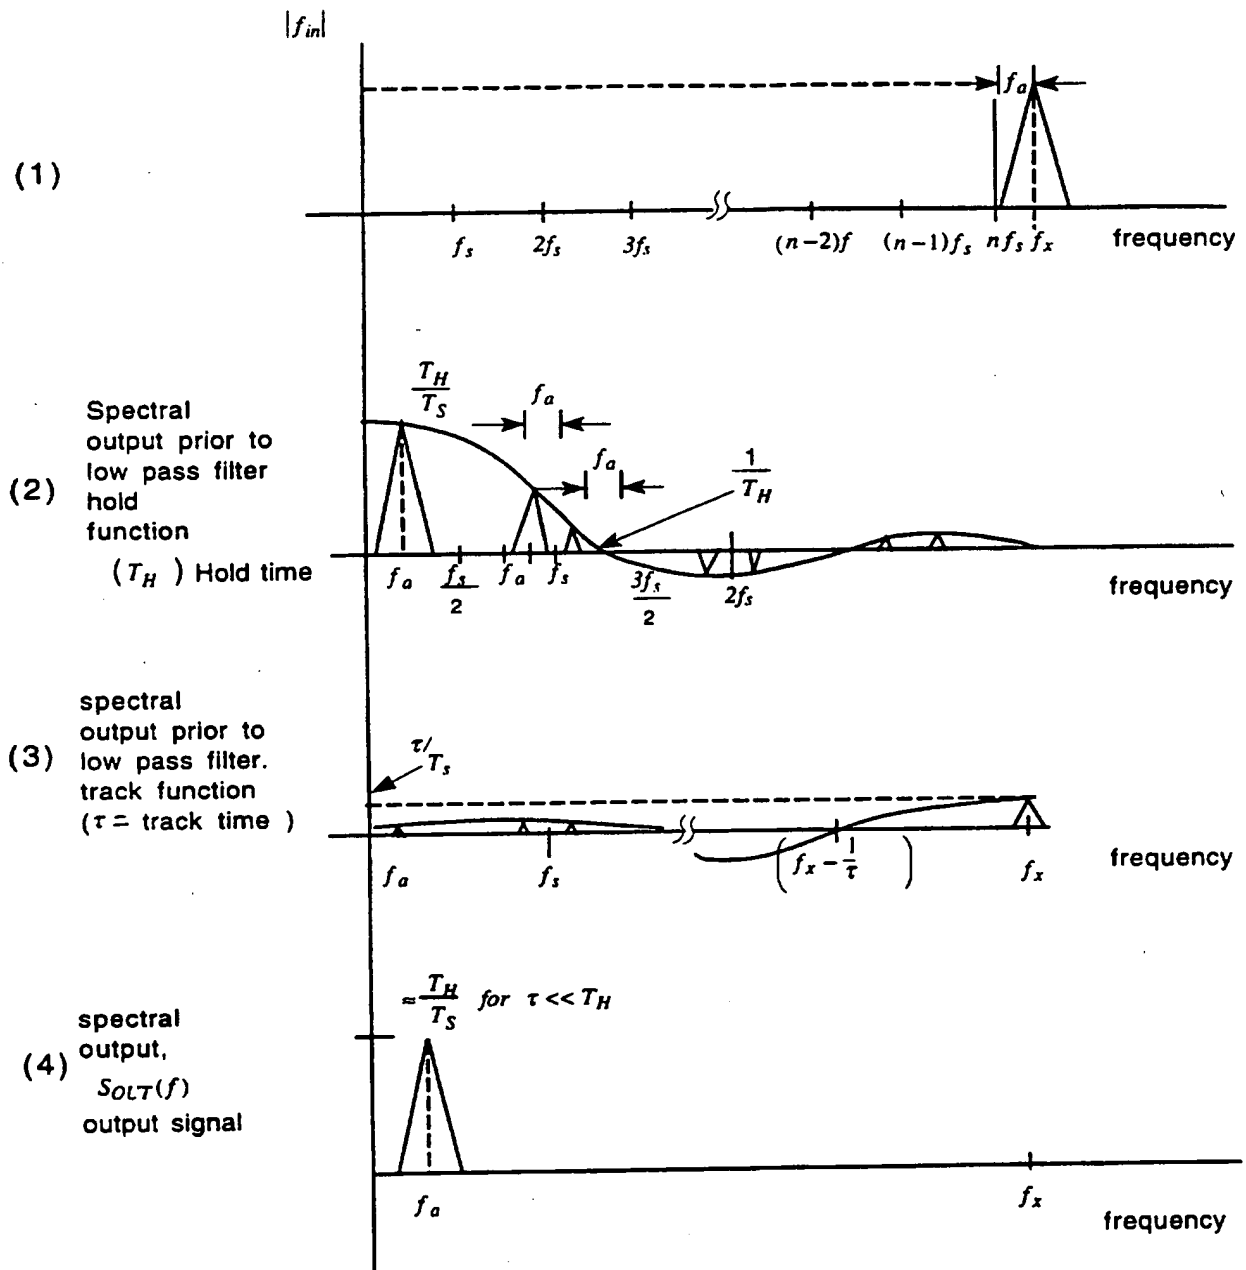 |f_in|
f_a
(1)
f_s 2f_s 3f_s (n-2)f (n-1)f_s nf_s f_x frequency
T_H
T_S
f_a
f_a
1
T_H
(2)
Spectral
output prior to
low pass filter
hold
function
(T_H) Hold time
f_a f_s/2 f_a f_s 3f_s/2 2f_s
frequency
(3)
spectral
output prior to
low pass filter.
track function
(τ = track time )
τ/T_s
f_a f_s (f_x - 1/τ) f_x frequency
≈ T_H/T_S for τ << T_H
(4)
spectral
output,
S_OLT(f)
output signal
f_a f_x
frequency